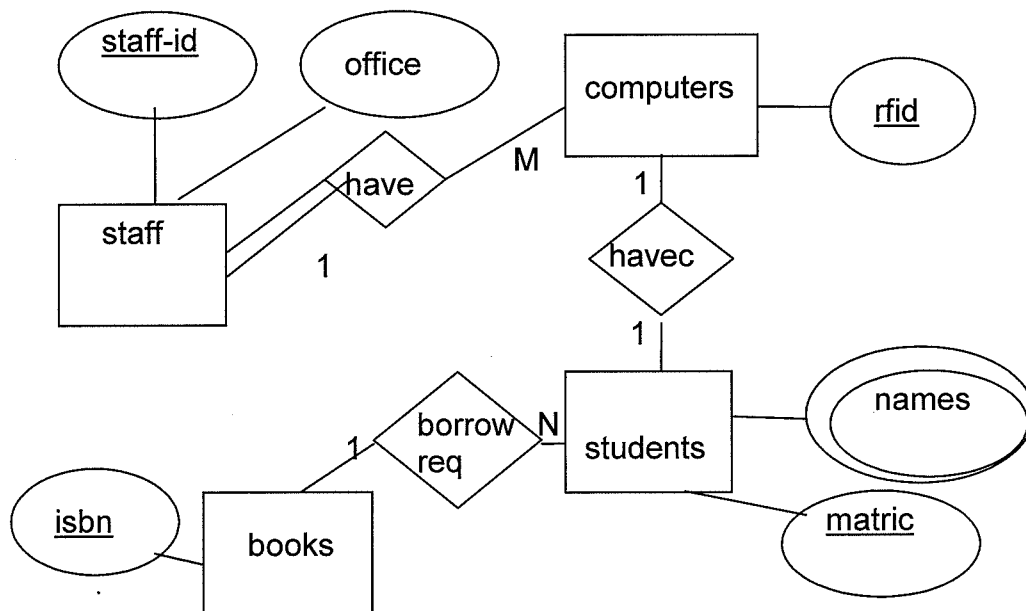 staff-id
office
computers
rfid
have
M
staff
1
1
havec
1
names
borrow
req
N
1
students
matric
isbn
books